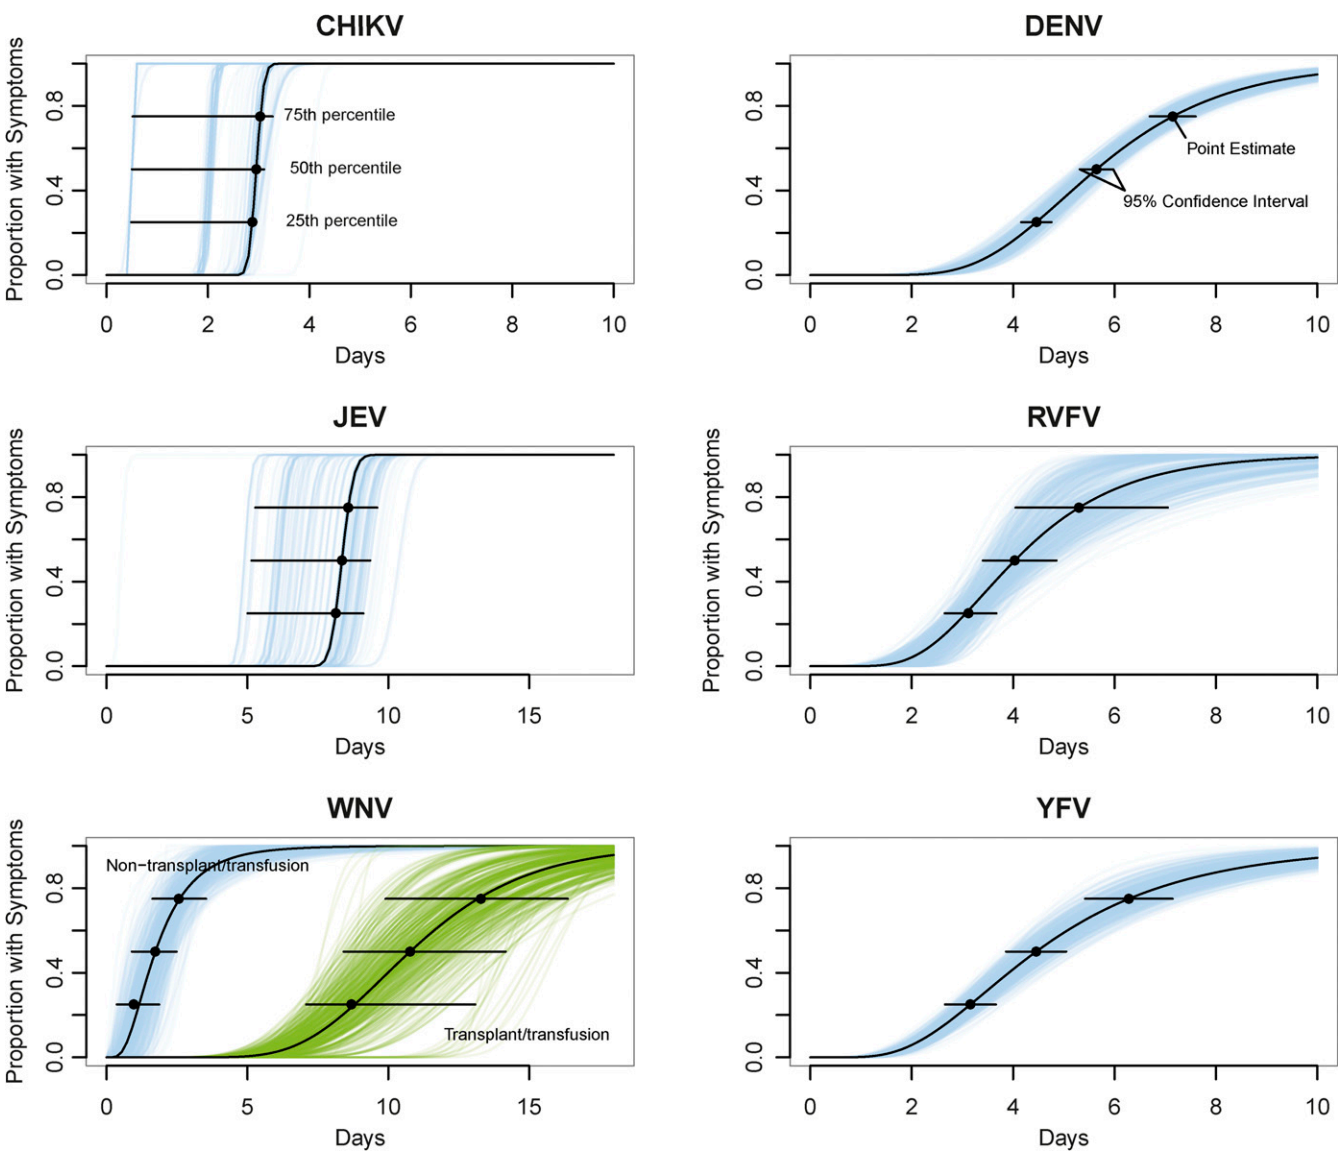 CHIKV
Proportion with Symptoms
0.0 0.4 0.8
75th percentile
50th percentile
25th percentile
0 2 4 6 8 10
Days
DENV
0.0 0.4 0.8
Point Estimate
95% Confidence Interval
0 2 4 6 8 10
Days
JEV
Proportion with Symptoms
0.0 0.4 0.8
0 5 10 15
Days
RVFV
Proportion with Symptoms
0.0 0.4 0.8
0 2 4 6 8 10
Days
WNV
Proportion with Symptoms
0.0 0.4 0.8
Non−transplant/transfusion
Transplant/transfusion
0 5 10 15
Days
YFV
0.0 0.4 0.8
0 2 4 6 8 10
Days